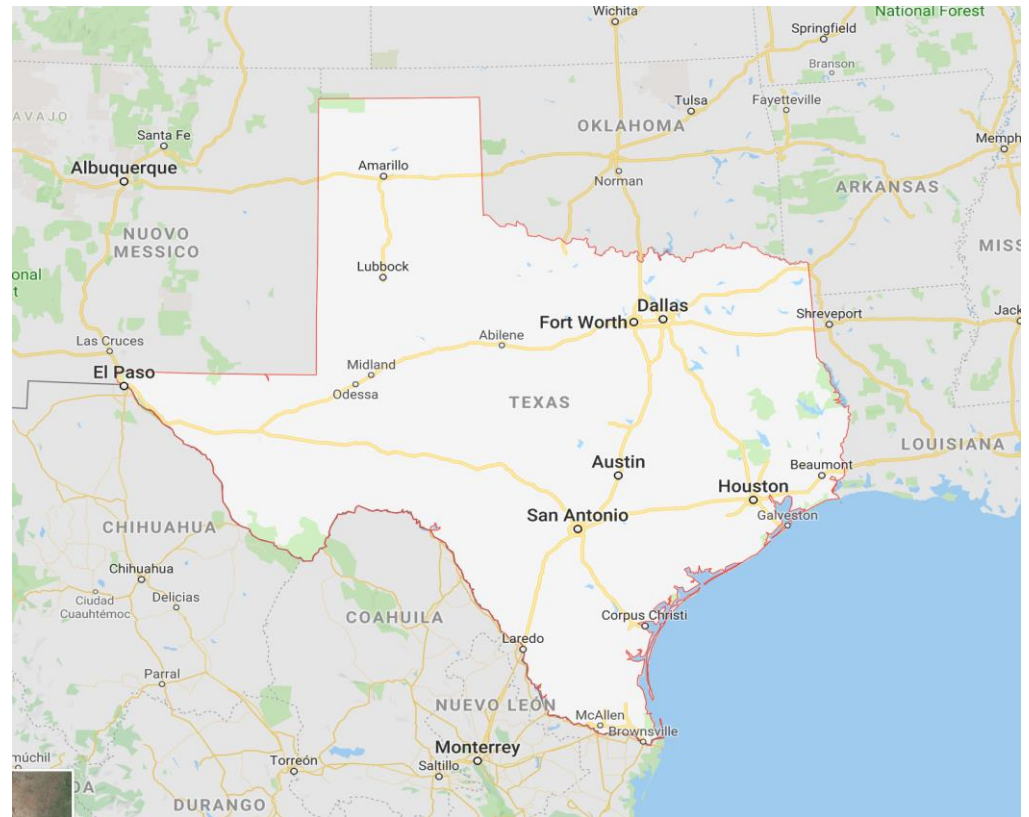 Wichita
National Forest
Springfield
Branson
Tulsa
Fayetteville
AVAJO
Santa Fe
OKLAHOMA
Memph
Albuquerque
Amarillo
Norman
ARKANSAS
NUOVO
MESSICO
MISS
onal
t
Lubbock
Dallas
Fort Worth
Shreveport
Jack
Las Cruces
Abilene
El Paso
Midland
Odessa
TEXAS
LOUISIANA
Austin
Beaumont
Houston
San Antonio
Galveston
CHIHUAHUA
Chihuahua
Ciudad
Cuauhtémoc
Delicias
COAHUILA
Corpus Christi
Laredo
Parral
NUEVO LEÓN
McAllen
Brownsville
Monterrey
múchil
Torreón
Saltillo
OA
DURANGO